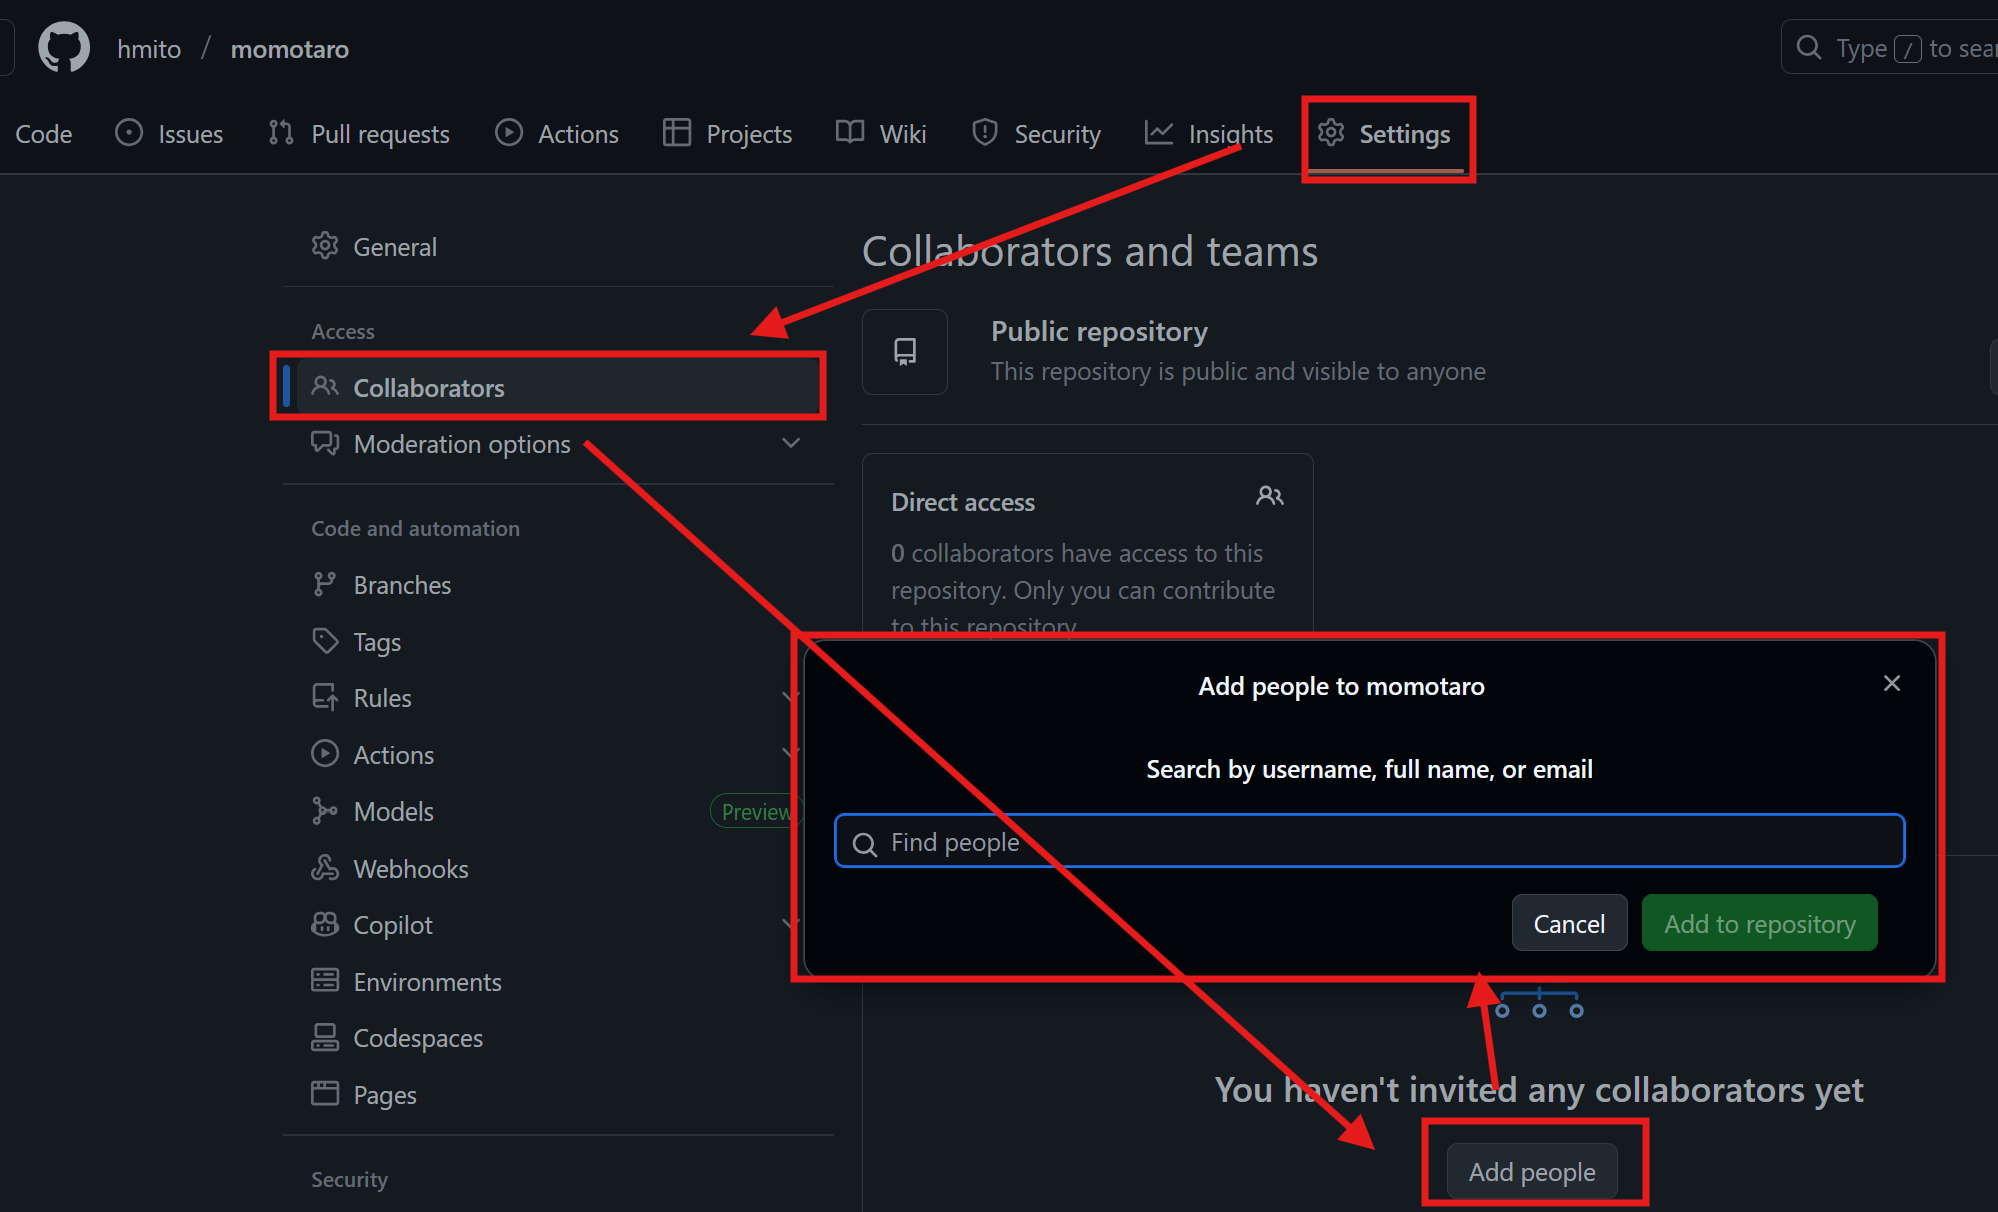 hmito / momotaro
Type / to sear
Code Issues Pull requests Actions Projects Wiki Security Insights Settings
General
Access
Collaborators
Moderation options
Code and automation
Branches
Tags
Rules
Actions
Models Preview
Webhooks
Copilot
Environments
Codespaces
Pages
Security
Collaborators and teams
Public repository
This repository is public and visible to anyone
Direct access
0 collaborators have access to this
repository. Only you can contribute
to this repository
Add people to momotaro
Search by username, full name, or email
Find people
Cancel Add to repository
You haven't invited any collaborators yet
Add people